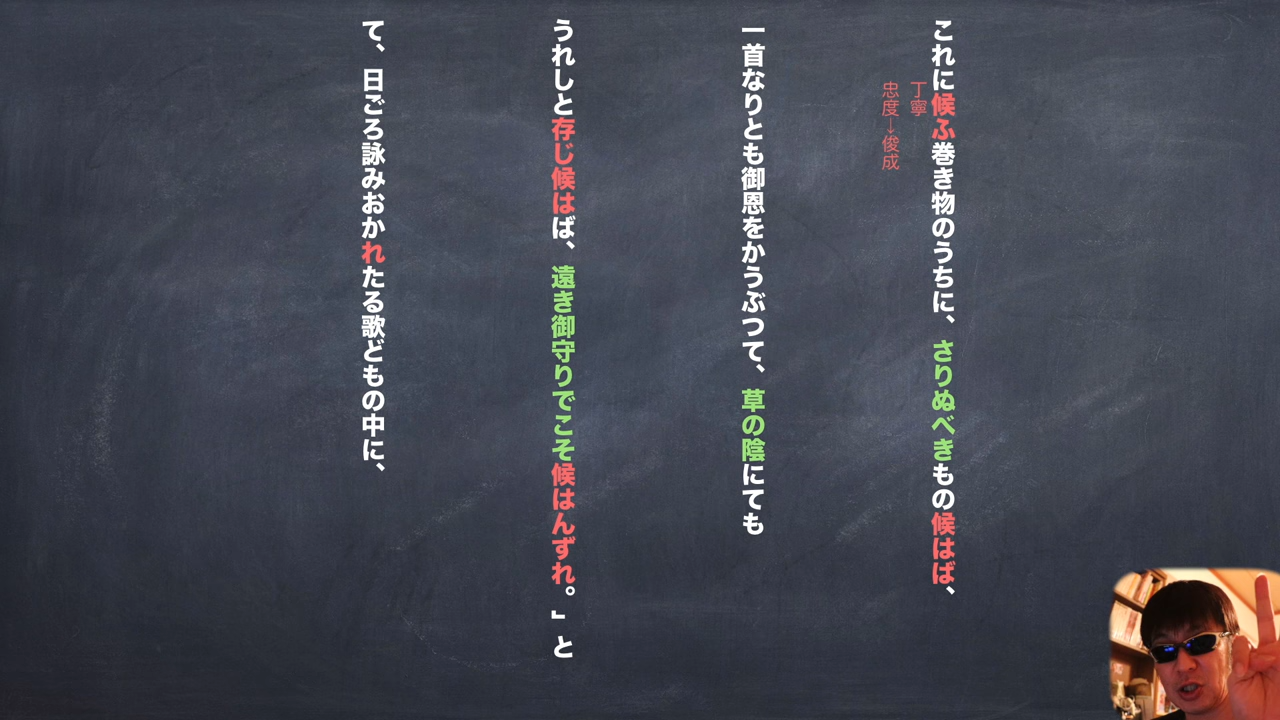 これに候ふ巻き物のうちに、さりぬべきもの候はば、
丁寧
忠度→俊成
一首なりとも御恩をかうぶつて、草の陰にても
うれしと存じ候はば、遠き御守りでこそ候はんずれ。」と
て、日ごろ詠みおかれたる歌どもの中に、